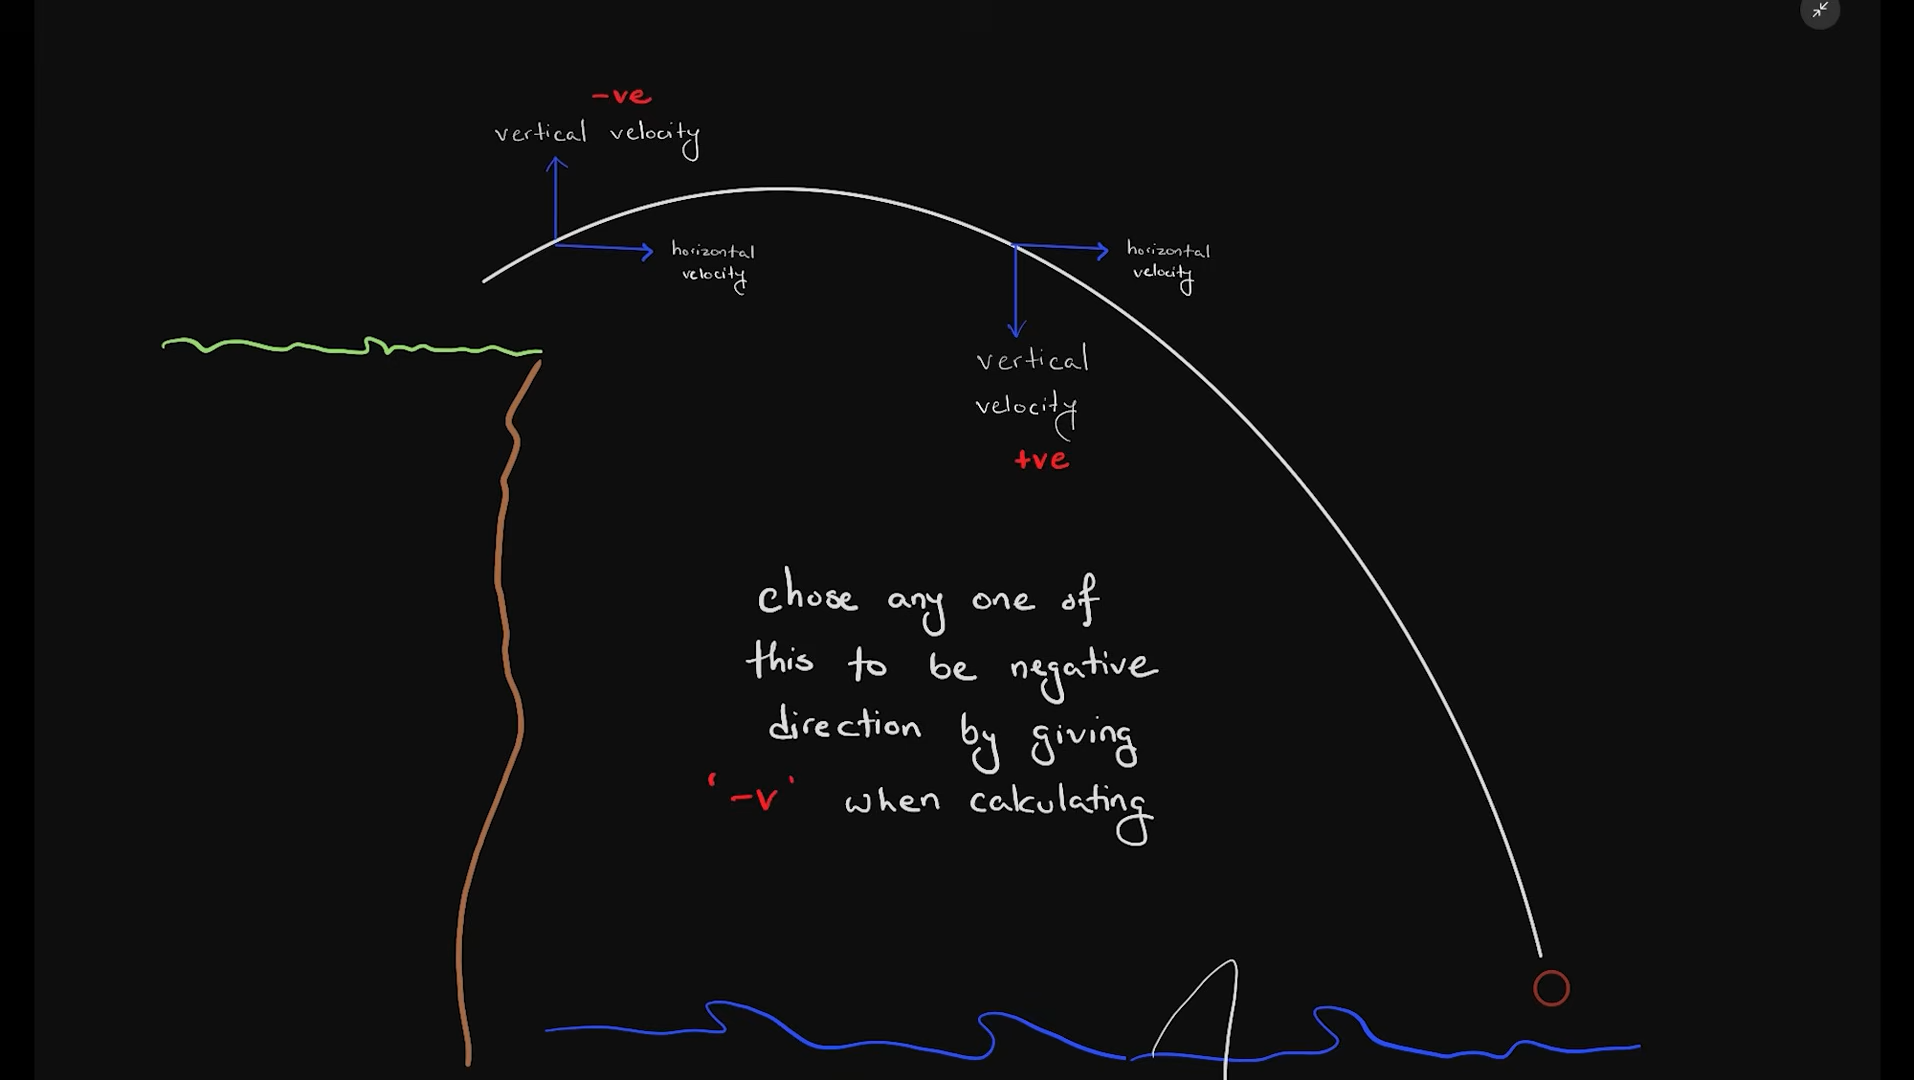 -ve
vertical velocity
horizontal
velocity
horizontal
velocity
vertical
velocity
+ve
chose any one of
this to be negative
direction by giving
'-v' when calculating